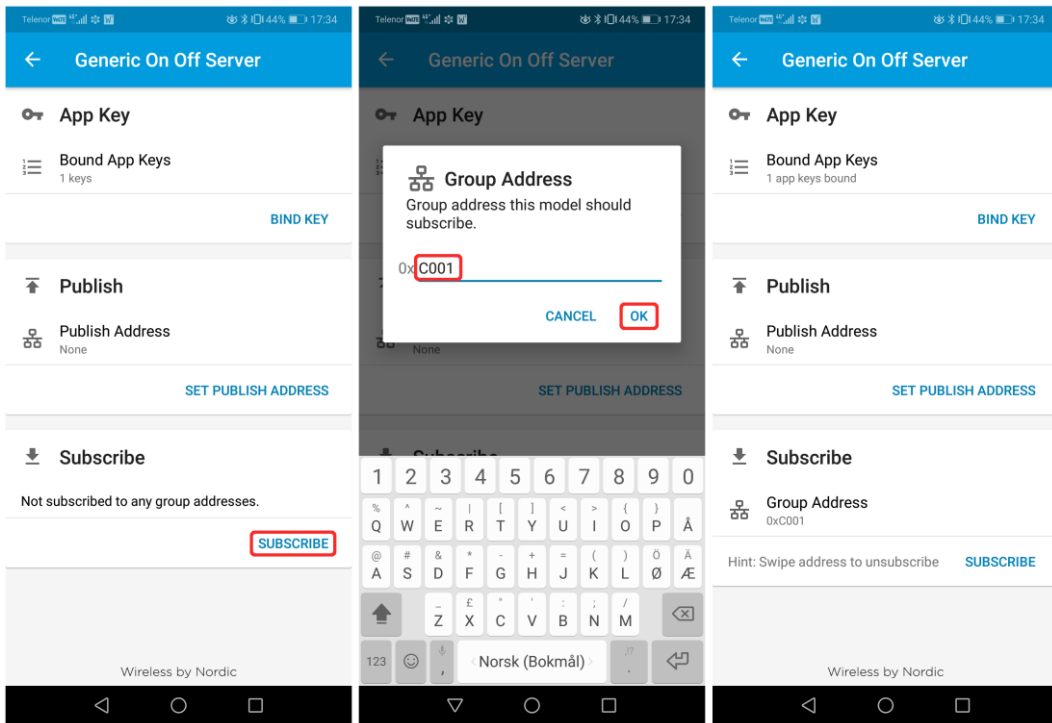 Telenor VoLTE 4G 44% 17:34
Generic On Off Server
App Key
Bound App Keys
1 keys
BIND KEY
Publish
Publish Address
None
SET PUBLISH ADDRESS
Subscribe
Not subscribed to any group addresses.
SUBSCRIBE
Wireless by Nordic
Telenor VoLTE 44% 17:34
Generic On Off Server
App Key
Group Address
Group address this model should
subscribe.
0x C001
CANCEL OK
None
SET PUBLISH ADDRESS
Subscribe
1 2 3 4 5 6 7 8 9 0
% ^ ~ | [ ] < > { }
Q W E R T Y U I O P Å
@ # & * - + = ( ) Ö Ä
A S D F G H J K L Ø Æ
_ £ " ' : ; /
Z X C V B N M
123 , Norsk (Bokmål) .
Telenor VoLTE 44% 17:34
Generic On Off Server
App Key
Bound App Keys
1 app keys bound
BIND KEY
Publish
Publish Address
None
SET PUBLISH ADDRESS
Subscribe
Group Address
0xC001
Hint: Swipe address to unsubscribe SUBSCRIBE
Wireless by Nordic